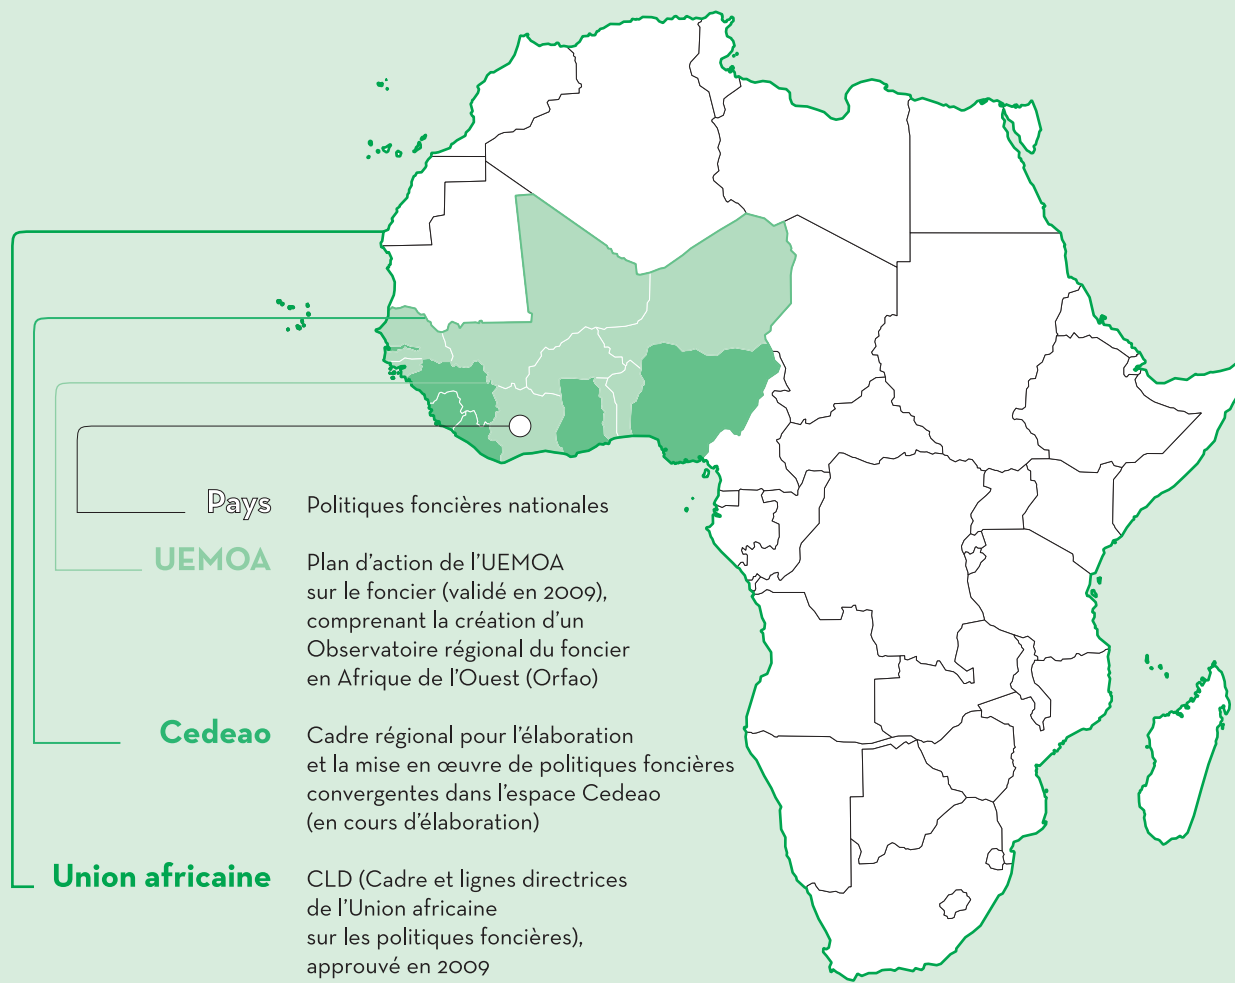 Pays
Politiques foncières nationales
UEMOA
Plan d’action de l’UEMOA
sur le foncier (validé en 2009),
comprenant la création d’un
Observatoire régional du foncier
en Afrique de l’Ouest (Orfao)
Cedeao
Cadre régional pour l’élaboration
et la mise en œuvre de politiques foncières
convergentes dans l’espace Cedeao
(en cours d’élaboration)
Union africaine
CLD (Cadre et lignes directrices
de l’Union africaine
sur les politiques foncières),
approuvé en 2009